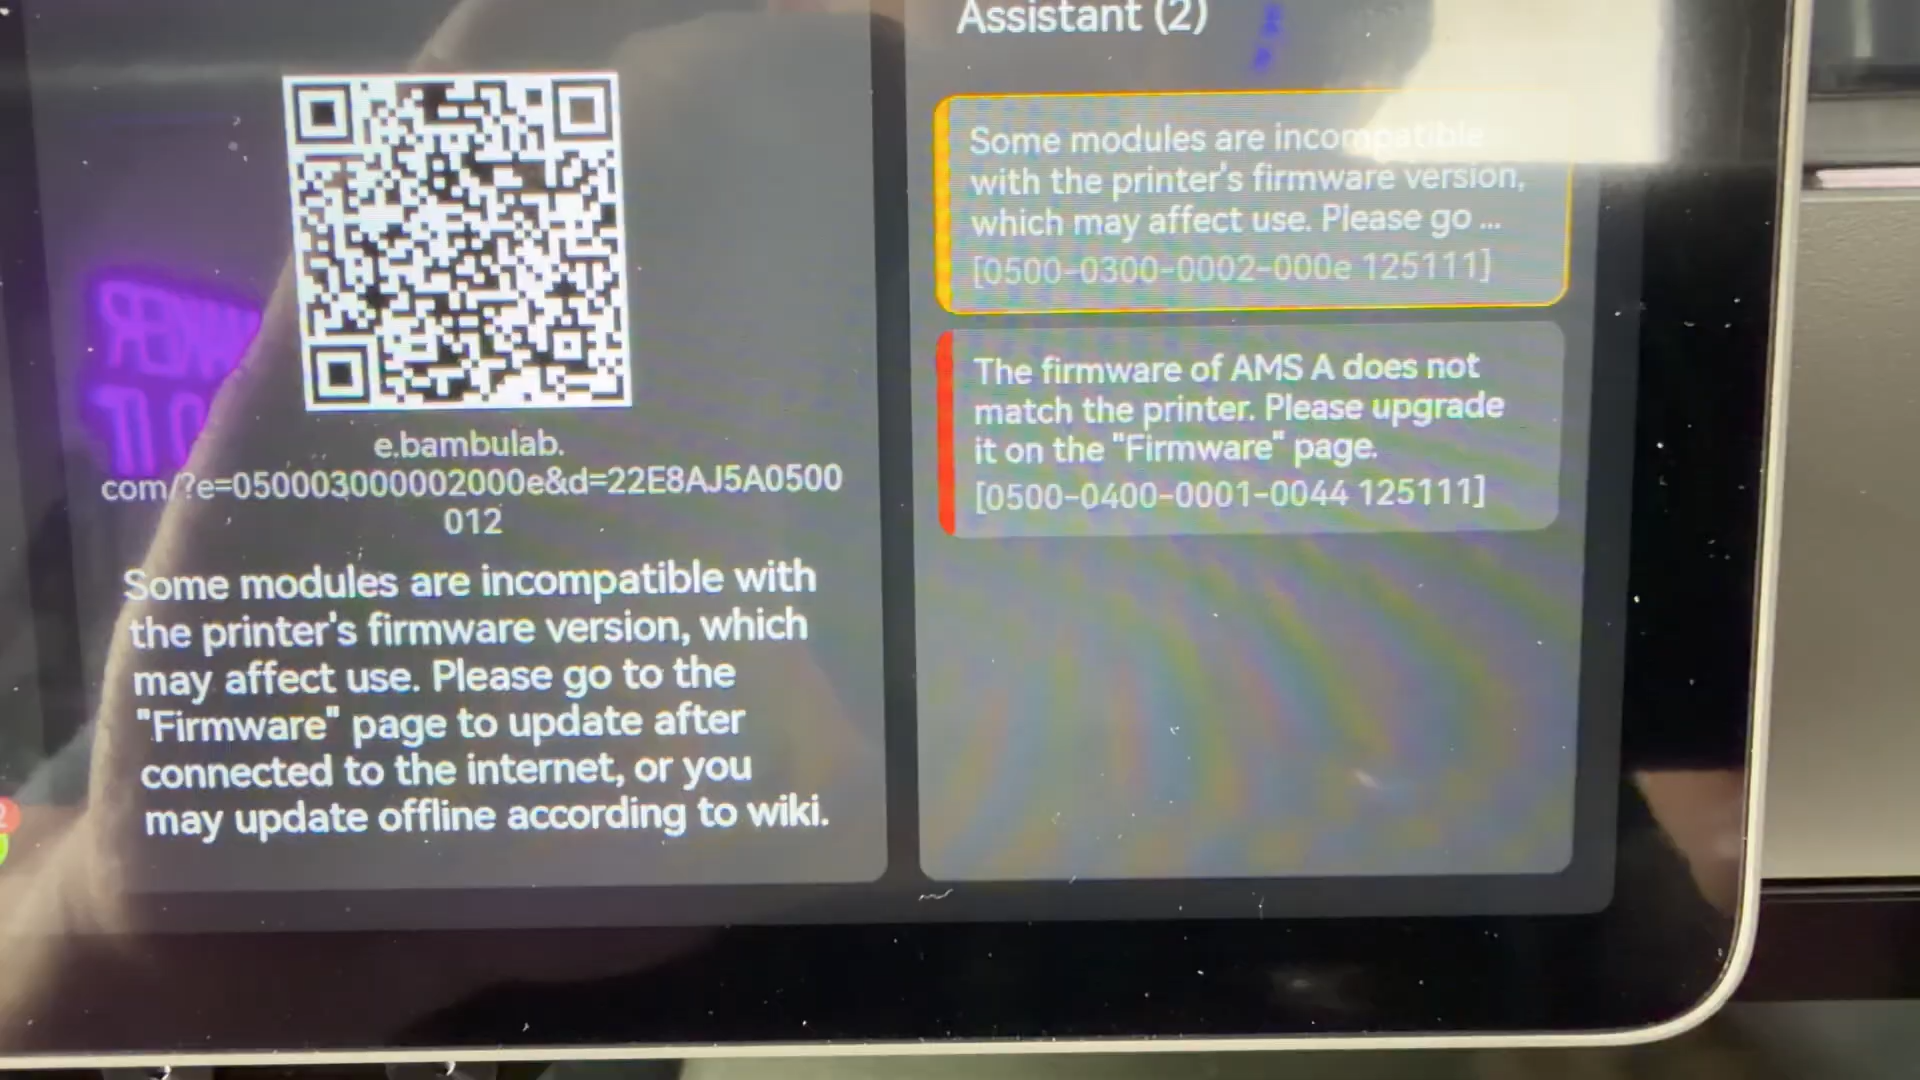 e.bambulab.
com/?e=050003000002000e&d=22E8AJ5A0500
012
Some modules are incompatible with
the printer's firmware version, which
may affect use. Please go to the
"Firmware" page to update after
connected to the internet, or you
may update offline according to wiki.
Assistant (2)
Some modules are incompatible
with the printer's firmware version,
which may affect use. Please go ...
[0500-0300-0002-000e 125111]
The firmware of AMS A does not
match the printer. Please upgrade
it on the "Firmware" page.
[0500-0400-0001-0044 125111]
2